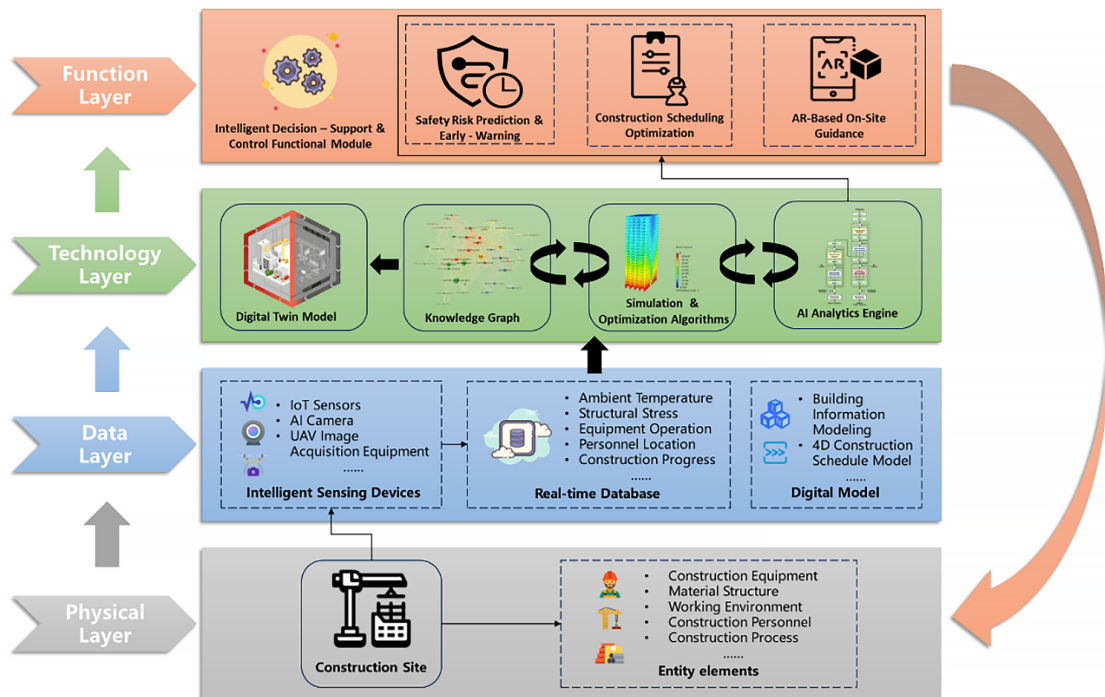 Function
Layer
Intelligent Decision – Support &
Control Functional Module
Safety Risk Prediction &
Early - Warning
Construction Scheduling
Optimization
AR
AR-Based On-Site
Guidance
Technology
Layer
Digital Twin Model
Knowledge Graph
Simulation &
Optimization Algorithms
AI Analytics Engine
Data
Layer
• IoT Sensors
• AI Camera
• UAV Image
Acquisition Equipment
......
Intelligent Sensing Devices
• Ambient Temperature
• Structural Stress
• Equipment Operation
• Personnel Location
• Construction Progress
......
Real-time Database
• Building
Information
Modeling
• 4D Construction
Schedule Model
......
Digital Model
Physical
Layer
Construction Site
• Construction Equipment
• Material Structure
• Working Environment
• Construction Personnel
• Construction Process
......
Entity elements